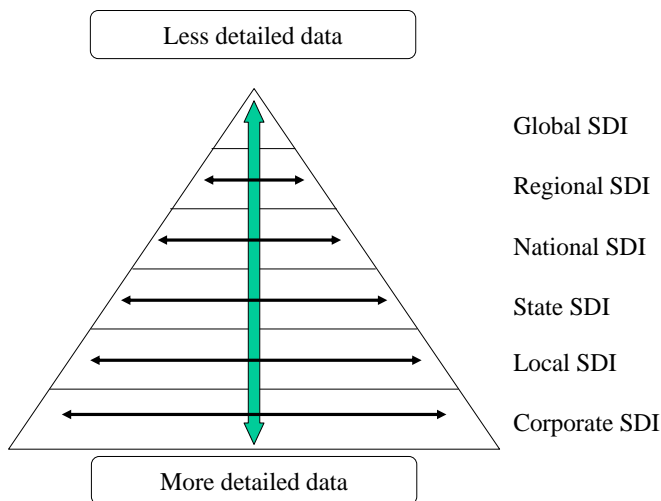 Less detailed data
Global SDI
Regional SDI
National SDI
State SDI
Local SDI
Corporate SDI
More detailed data